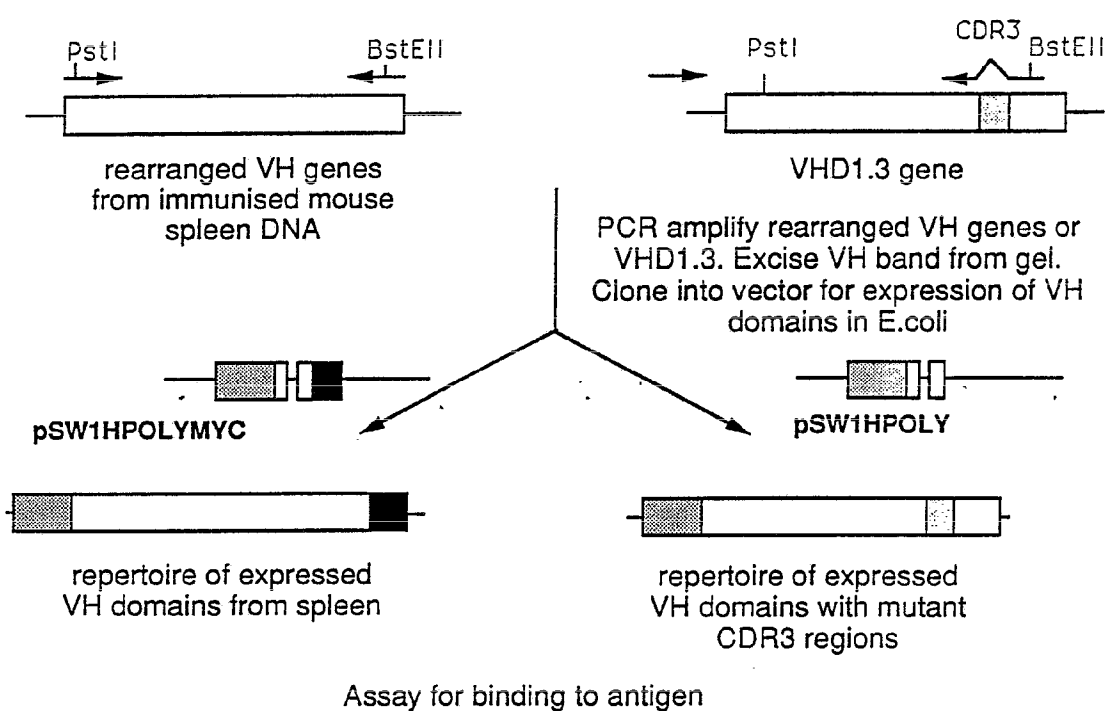 PstI
BstEII
rearranged VH genes
from immunised mouse
spleen DNA
CDR3
PstI
BstEII
VHD1.3 gene
PCR amplify rearranged VH genes or
VHD1.3. Excise VH band from gel.
Clone into vector for expression of VH
domains in E.coli
pSW1HPOLYMYC
pSW1HPOLY
repertoire of expressed
VH domains from spleen
repertoire of expressed
VH domains with mutant
CDR3 regions
Assay for binding to antigen